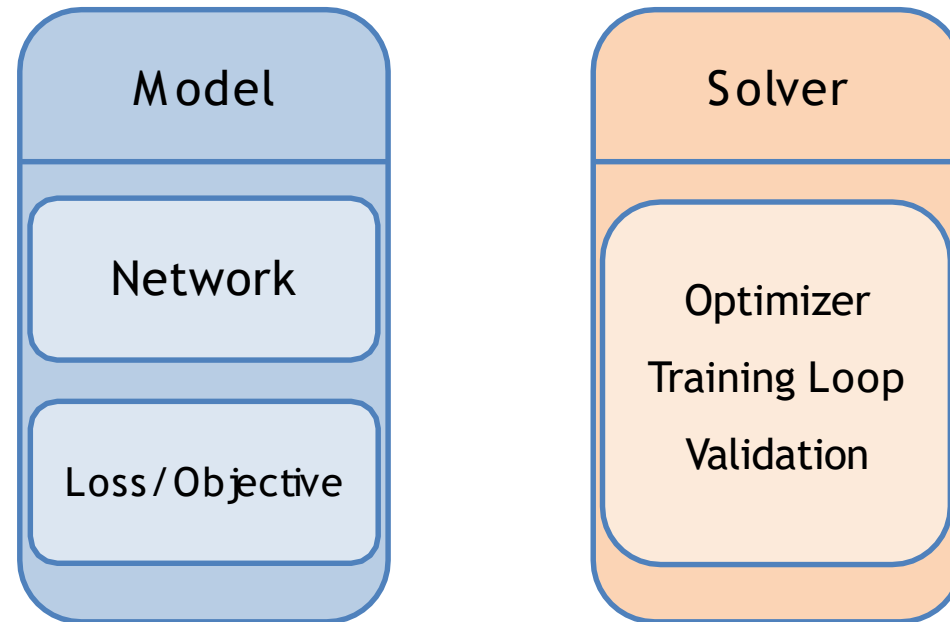 Model
Network
Loss/Objective
Solver
Optimizer
Training Loop
Validation